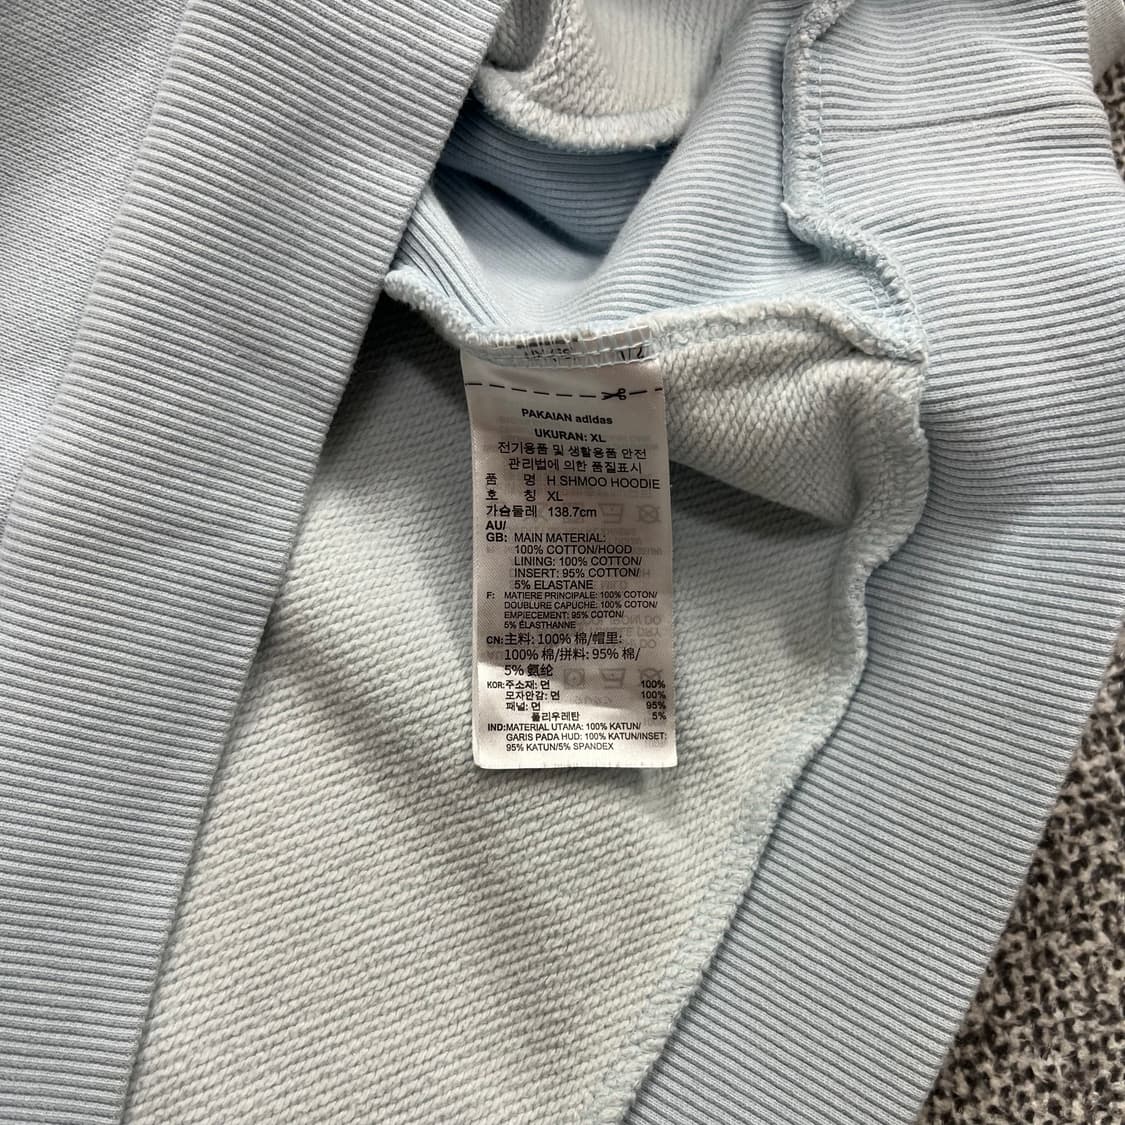 1/2
PAKAIAN adidas
UKURAN: XL
전기용품 및 생활용품 안전
관리법에 의한 품질표시
품 명 H SHMOO HOODIE
호 칭 XL
가슴둘레 138.7cm
AU/
GB: MAIN MATERIAL:
100% COTTON/HOOD
LINING: 100% COTTON/
INSERT: 95% COTTON/
5% ELASTANE
F: MATIERE PRINCIPALE: 100% COTON/
DOUBLURE CAPUCHE: 100% COTON/
EMPIECEMENT: 95% COTON/
5% ÉLASTHANNE
CN: 主料: 100% 棉/帽里:
100% 棉/拼料: 95% 棉/
5% 氨纶
KOR: 주소재: 면 100%
모자안감: 면 100%
패널: 면 95%
폴리우레탄 5%
IND: MATERIAL UTAMA: 100% KATUN/
GARIS PADA HUD: 100% KATUN/INSET:
95% KATUN/5% SPANDEX